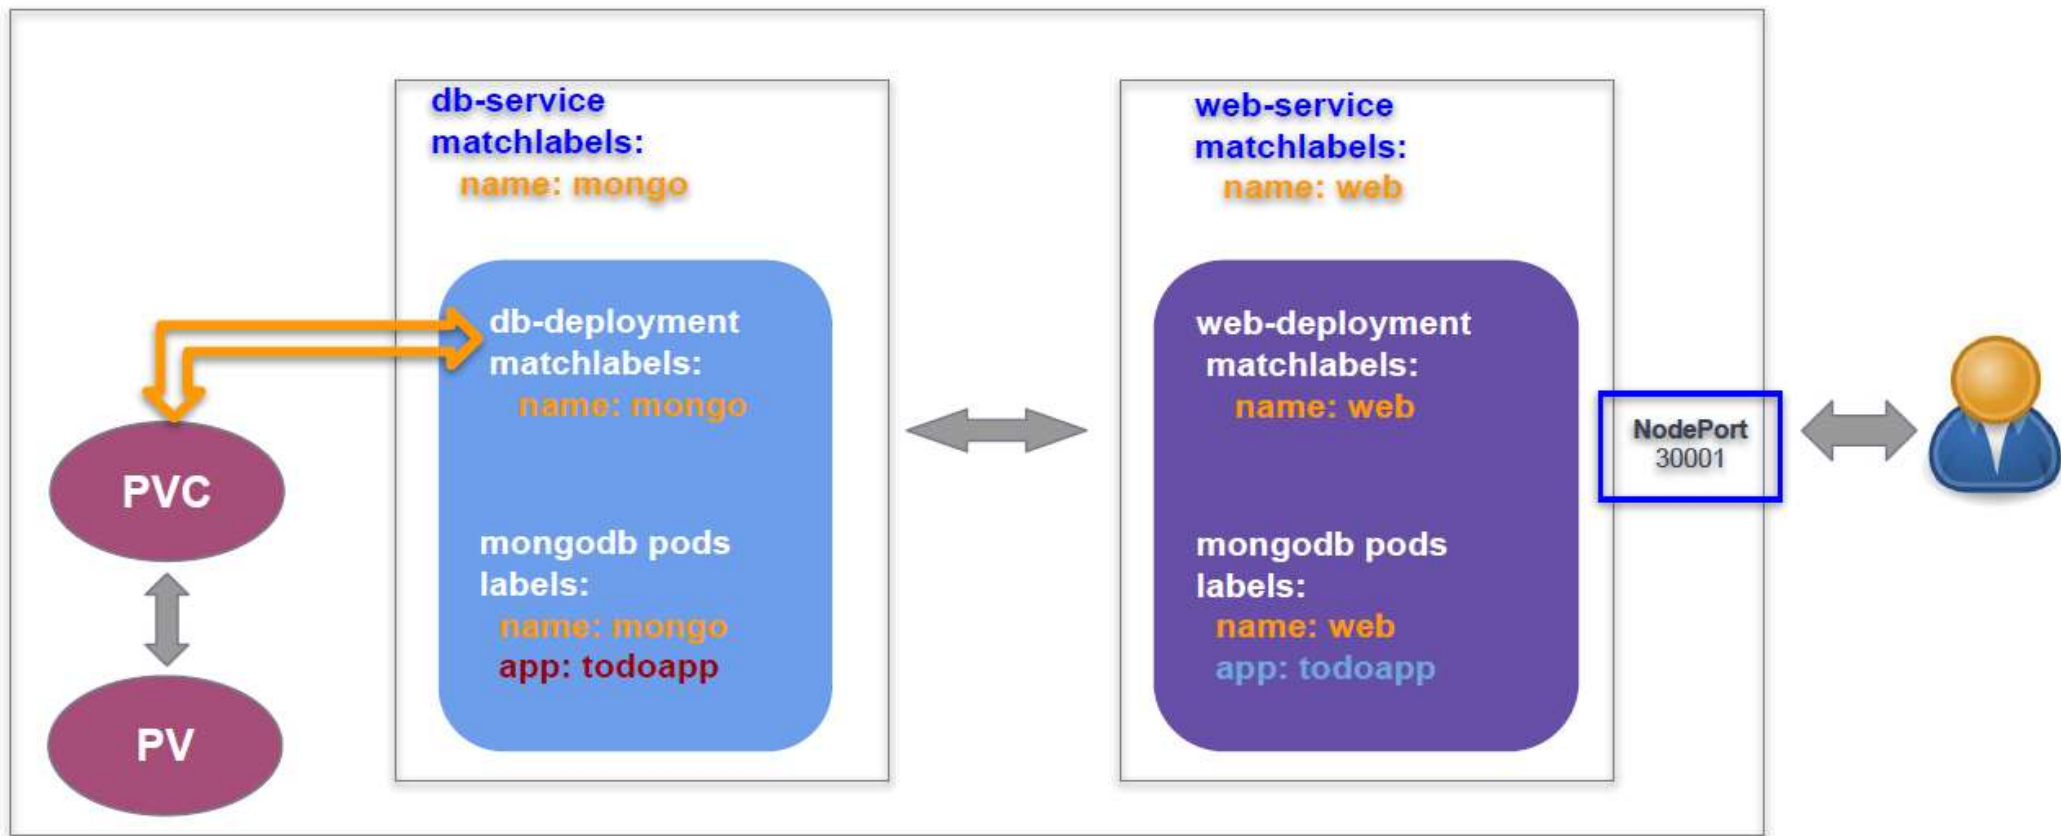 db-service
matchlabels:
name: mongo
db-deployment
matchlabels:
name: mongo
mongodb pods
labels:
name: mongo
app: todoapp
PVC
PV
web-service
matchlabels:
name: web
web-deployment
matchlabels:
name: web
mongodb pods
labels:
name: web
app: todoapp
NodePort
30001